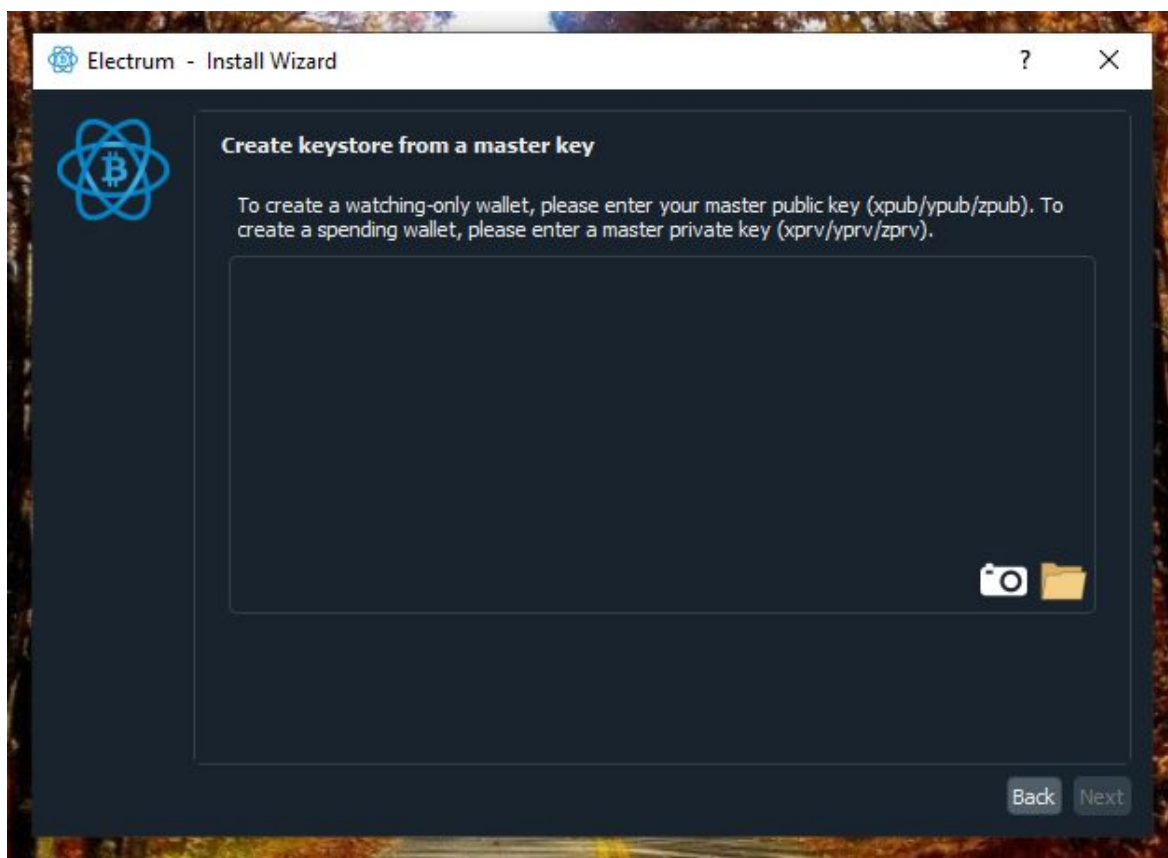 Electrum - Install Wizard
?
Create keystore from a master key
To create a watching-only wallet, please enter your master public key (xpub/ypub/zpub). To
create a spending wallet, please enter a master private key (xprv/yprv/zprv).
Back Next